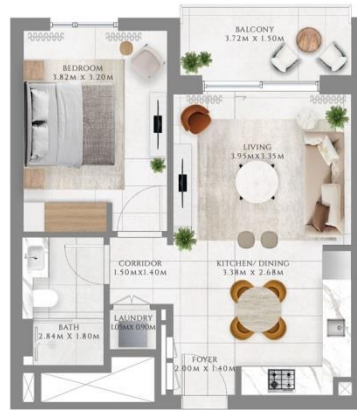 BALCONY
3.72M X 1.50M
BEDROOM
3.82M X 3.20M
LIVING
3.95M X 3.35M
CORRIDOR
1.50M X 1.40M
KITCHEN/ DINING
3.38M X 2.68M
LAUNDRY
1.05M X 0.90M
BATH
2.84M X 1.80M
FOYER
2.00M X 1.40M